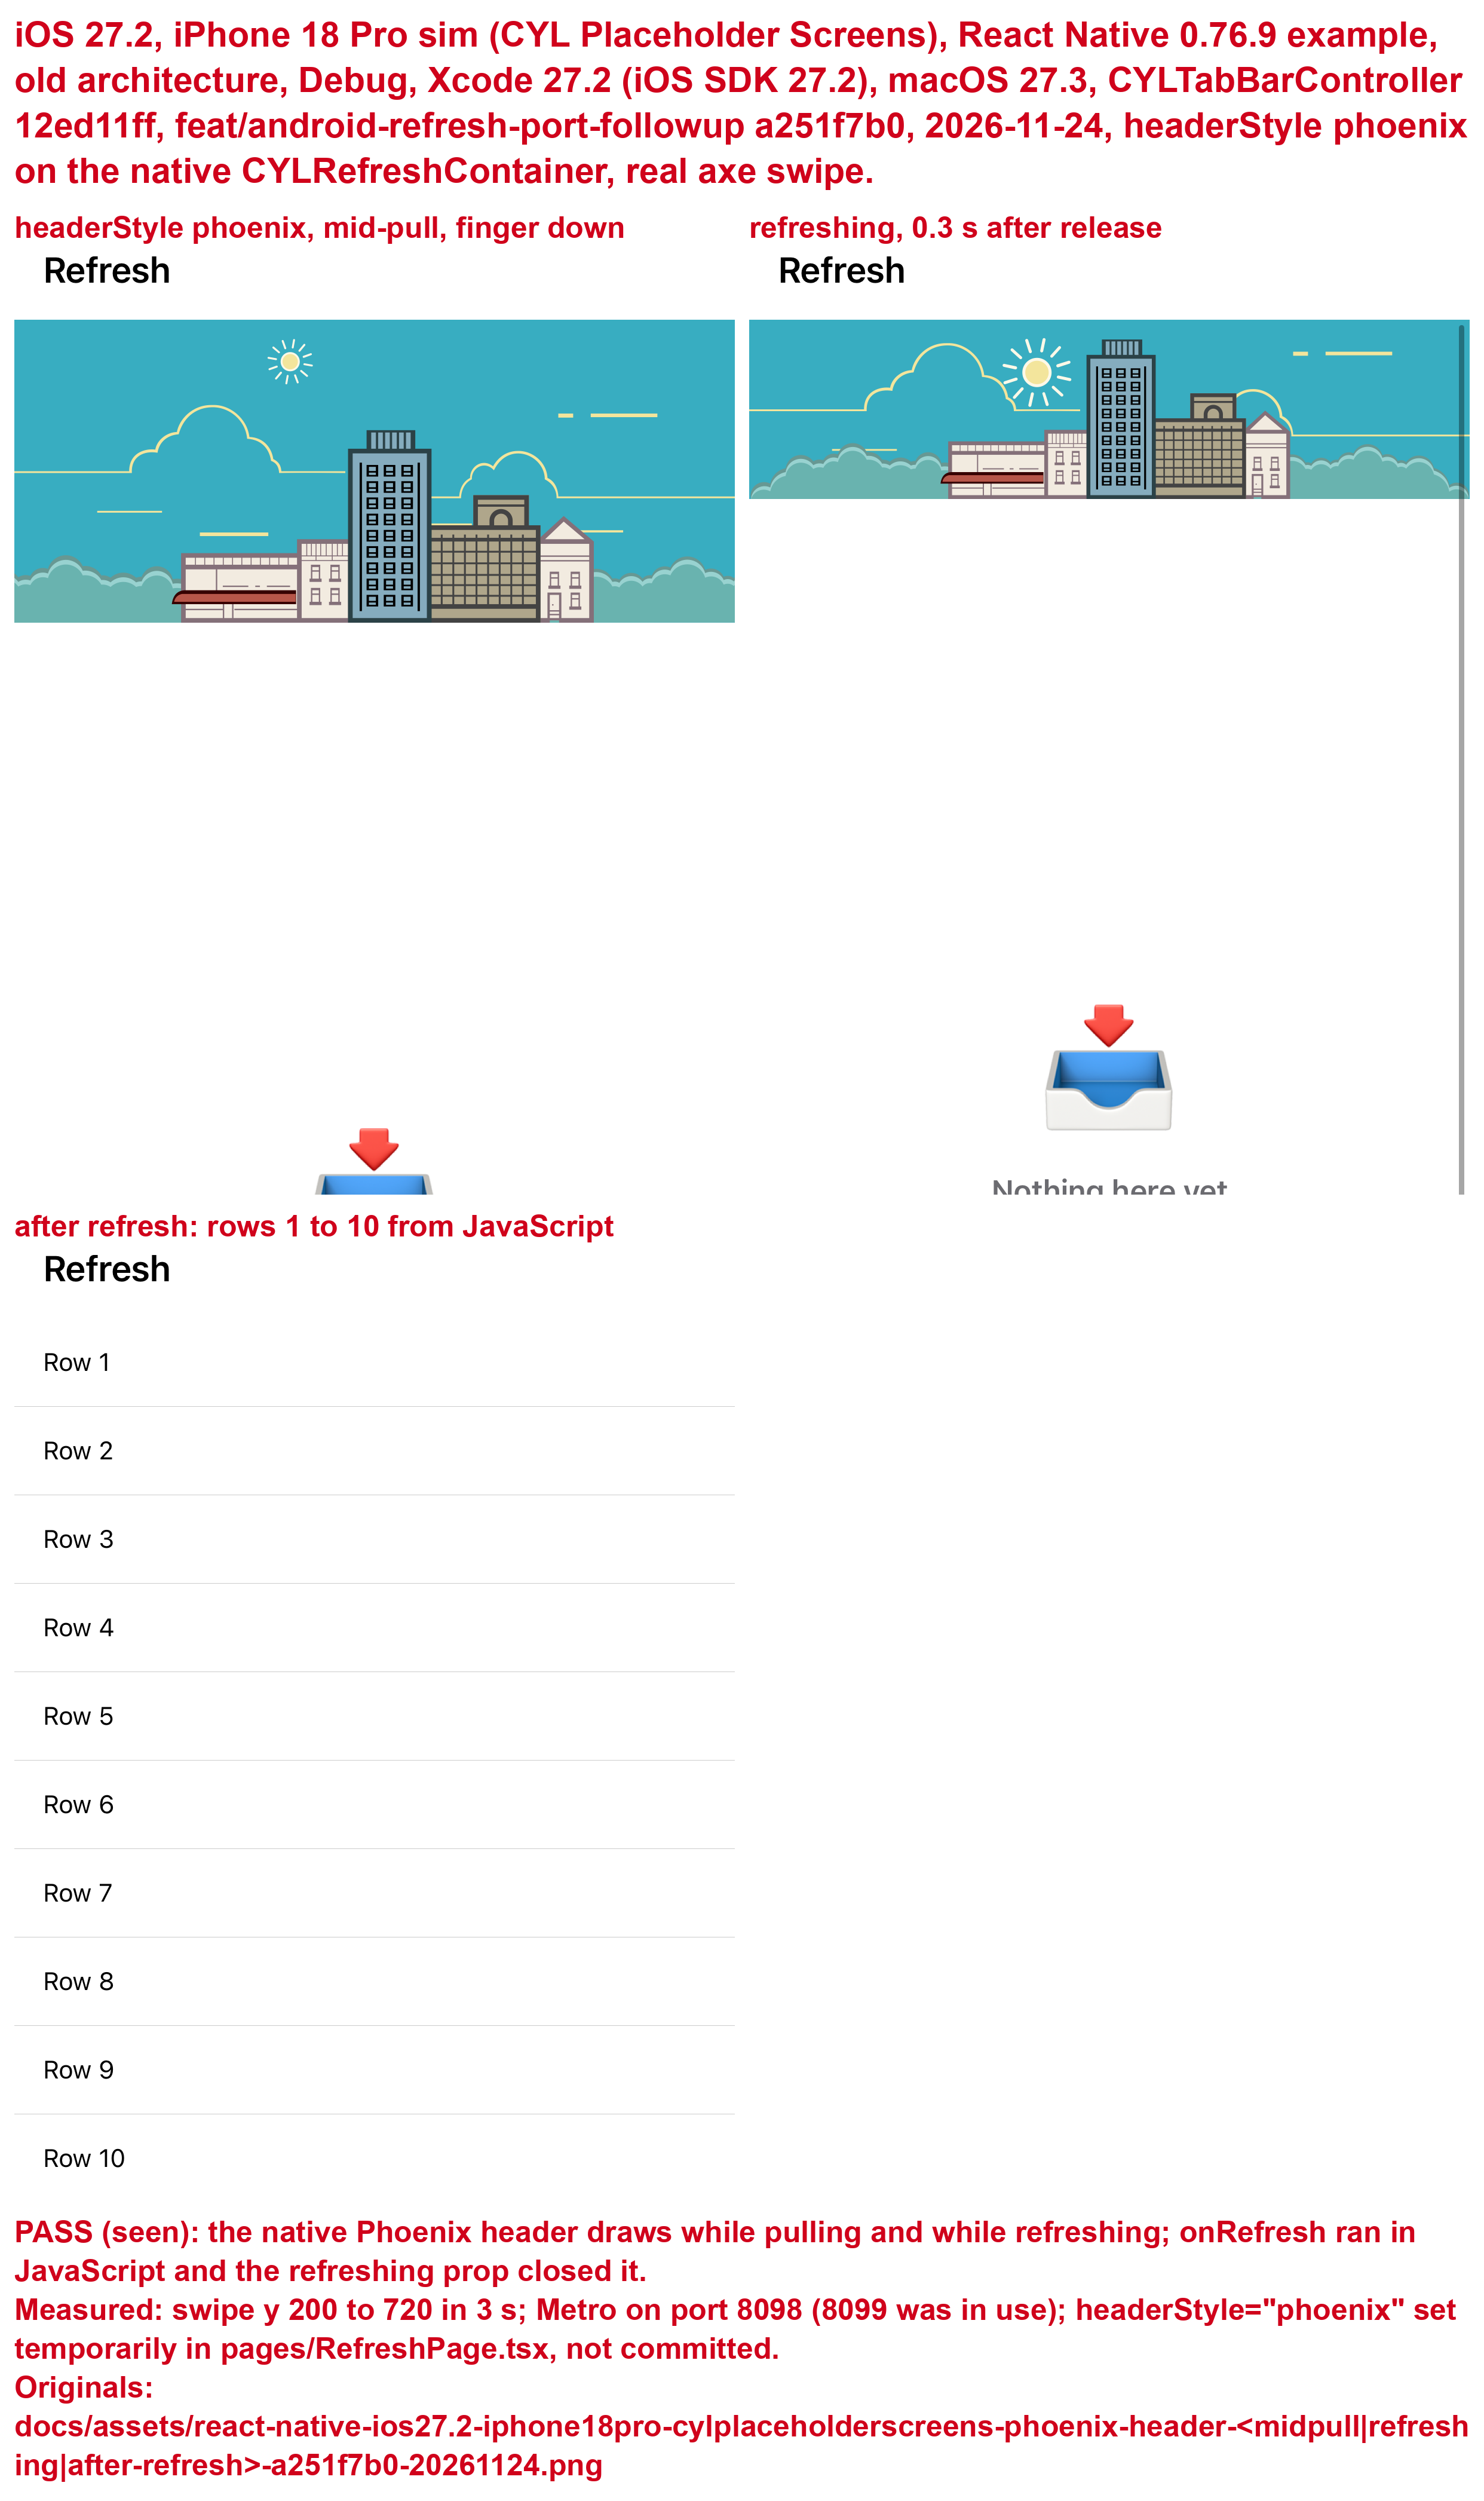 iOS 27.2, iPhone 18 Pro sim (CYL Placeholder Screens), React Native 0.76.9 example,
old architecture, Debug, Xcode 27.2 (iOS SDK 27.2), macOS 27.3, CYLTabBarController
12ed11ff, feat/android-refresh-port-followup a251f7b0, 2026-11-24, headerStyle phoenix
on the native CYLRefreshContainer, real axe swipe.
headerStyle phoenix, mid-pull, finger down
Refresh
refreshing, 0.3 s after release
Refresh
Nothing here yet
after refresh: rows 1 to 10 from JavaScript
Refresh
Row 1
Row 2
Row 3
Row 4
Row 5
Row 6
Row 7
Row 8
Row 9
Row 10
PASS (seen): the native Phoenix header draws while pulling and while refreshing; onRefresh ran in
JavaScript and the refreshing prop closed it.
Measured: swipe y 200 to 720 in 3 s; Metro on port 8098 (8099 was in use); headerStyle="phoenix" set
temporarily in pages/RefreshPage.tsx, not committed.
Originals:
docs/assets/react-native-ios27.2-iphone18pro-cylplaceholderscreens-phoenix-header-<midpull|refresh
ing|after-refresh>-a251f7b0-20261124.png